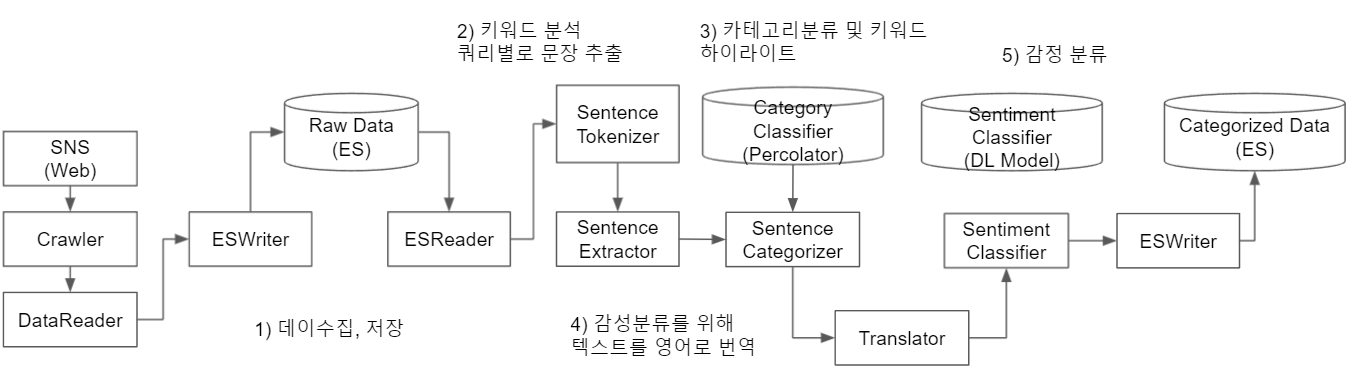 2) 키워드 분석
쿼리별로 문장 추출
3) 카테고리분류 및 키워드
하이라이트
5) 감정 분류
SNS
(Web)
Crawler
DataReader
ESWriter
Raw Data
(ES)
ESReader
Sentence
Tokenizer
Sentence
Extractor
Category
Classifier
(Percolator)
Sentence
Categorizer
Translator
Sentiment
Classifier
(DL Model)
Sentiment
Classifier
ESWriter
Categorized Data
(ES)
1) 데이수집, 저장
4) 감성분류를 위해
텍스트를 영어로 번역